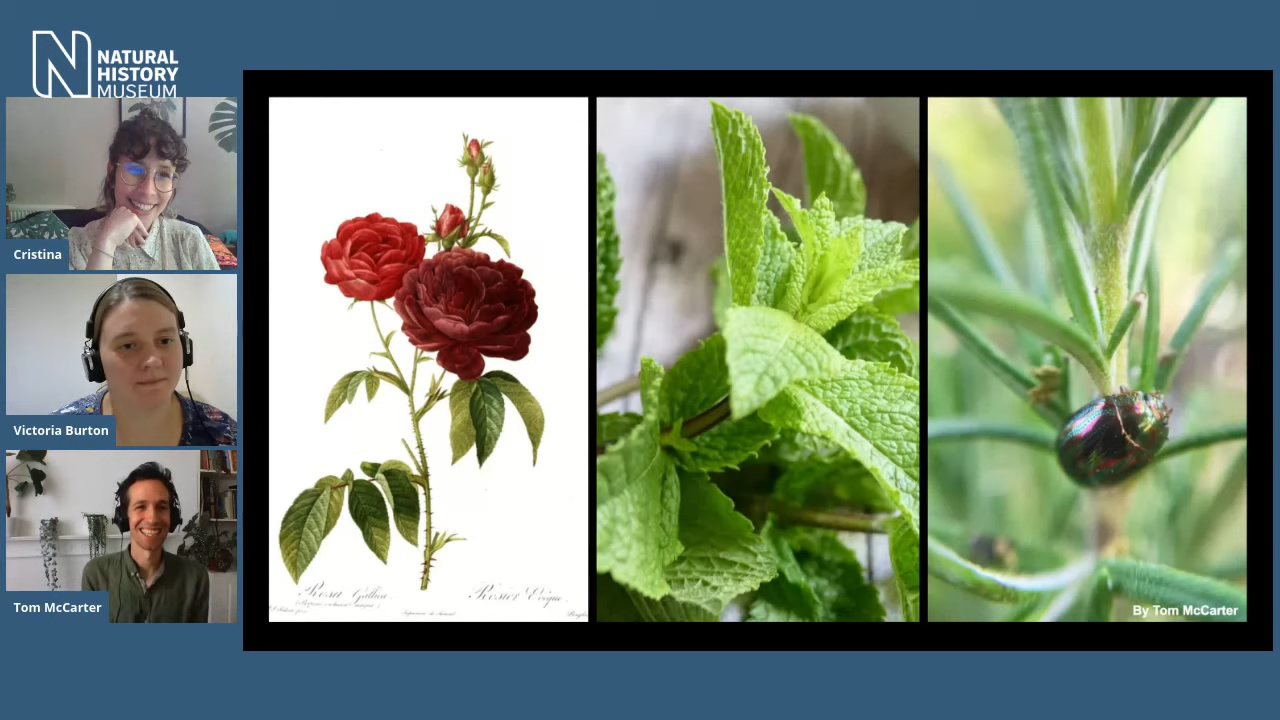 NATURAL
HISTORY
MUSEUM
Cristina
Victoria Burton
Tom McCarter
Rosa Gallica
Rosier Evêque
By Tom McCarter